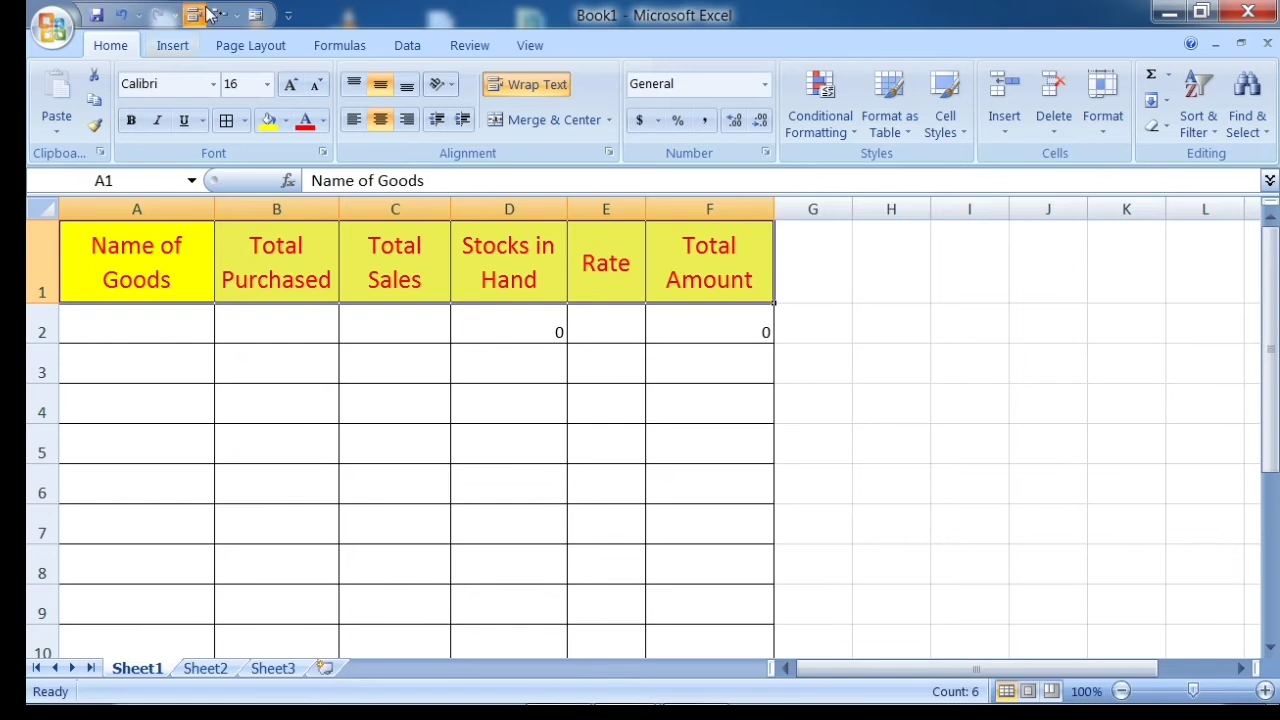 Book1 - Microsoft Excel
Home Insert Page Layout Formulas Data Review View
Paste
Calibri 16
B I U
Wrap Text
Merge & Center
General
$ % ,
Conditional Formatting
Format as Table
Cell Styles
Insert Delete Format
Σ
Sort & Filter
Find & Select
Clipboa... Font Alignment Number Styles Cells Editing
A1 fx Name of Goods
A B C D E F G H I J K L
1 Name of Goods Total Purchased Total Sales Stocks in Hand Rate Total Amount
2 0 0
3
4
5
6
7
8
9
10
Sheet1 Sheet2 Sheet3
Ready Count: 6 100%